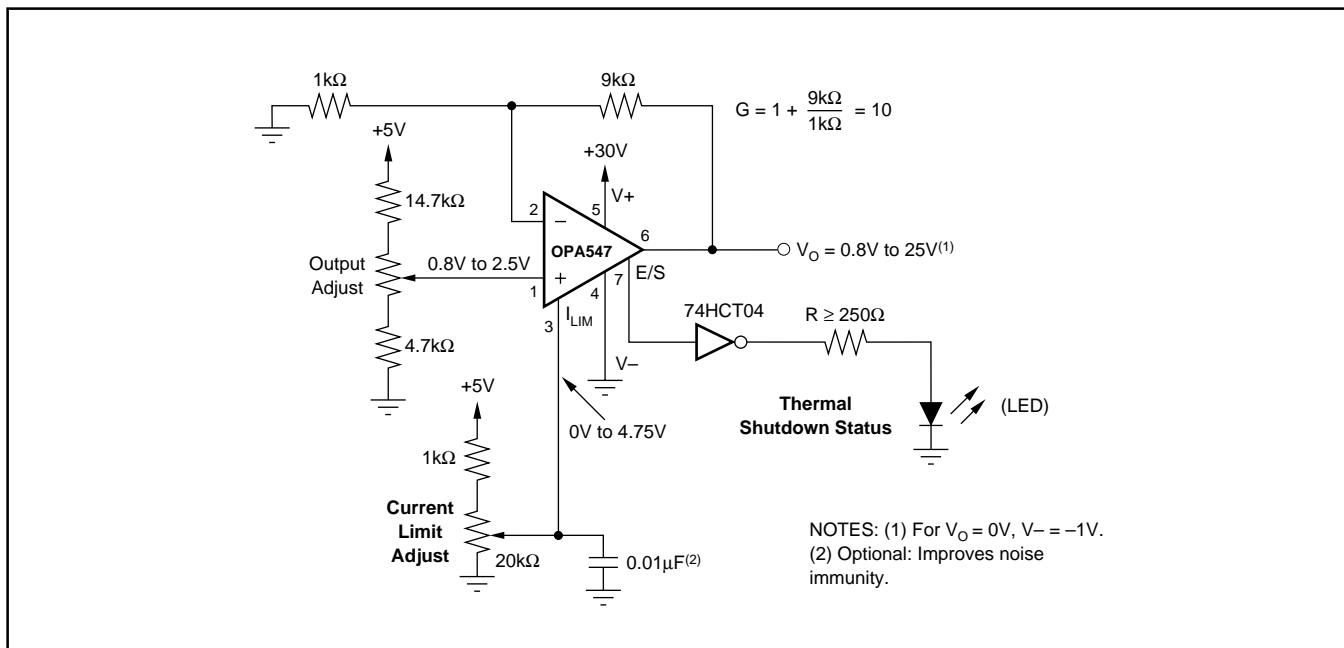 1kΩ
9kΩ
G = 1 + 9kΩ/1kΩ = 10
+5V
+30V
V+
14.7kΩ
2
–
5
6
OPA547
V_O = 0.8V to 25V(1)
Output
Adjust
0.8V to 2.5V
+
E/S
1
4
7
74HCT04
R ≥ 250Ω
I_LIM
3
4.7kΩ
V–
+5V
Thermal
Shutdown Status
(LED)
0V to 4.75V
1kΩ
Current
Limit
Adjust
20kΩ
0.01µF(2)
NOTES: (1) For V_O = 0V, V– = –1V.
(2) Optional: Improves noise
immunity.